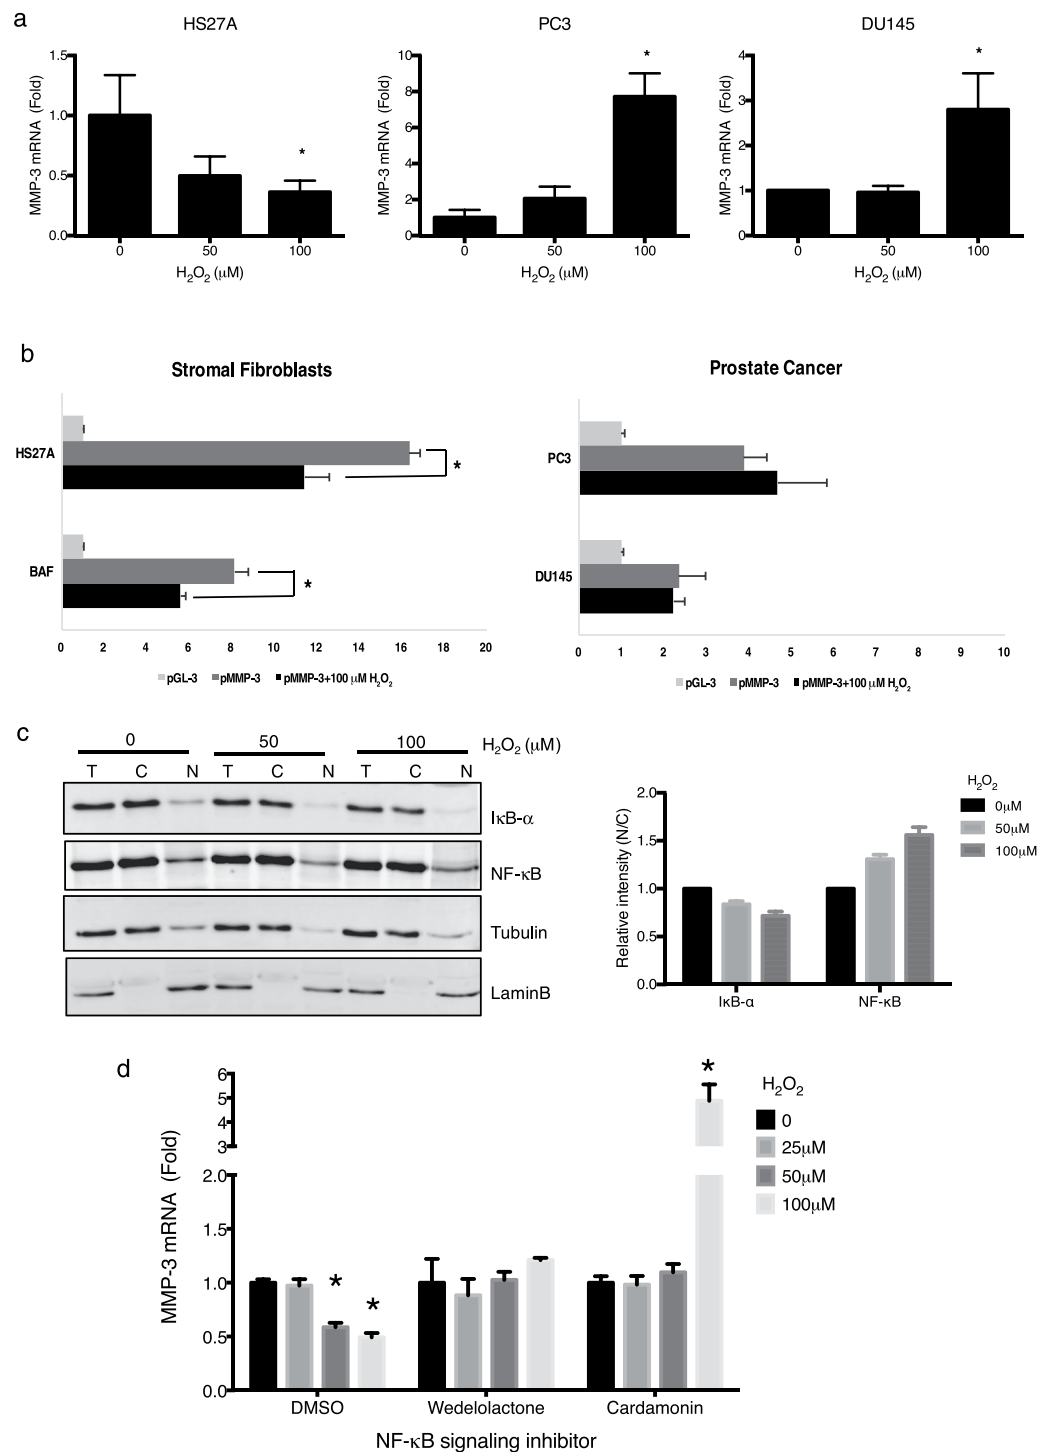 a
HS27A
PC3
DU145
MMP-3 mRNA (Fold)
1.5
1.0
0.5
0.0
0
50
100
*
H₂O₂ (μM)
MMP-3 mRNA (Fold)
10
8
6
4
2
0
0
50
100
*
H₂O₂ (μM)
MMP-3 mRNA (Fold)
4
3
2
1
0
0
50
100
*
H₂O₂ (μM)
b
Stromal Fibroblasts
HS27A
*
BAF
*
0 2 4 6 8 10 12 14 16 18 20
pGL-3 pMMP-3 pMMP-3+100 μM H₂O₂
Prostate Cancer
PC3
DU145
0 1 2 3 4 5 6 7 8 9 10
pGL-3 pMMP-3 pMMP-3+100 μM H₂O₂
c
0 50 100 H₂O₂ (μM)
T C N T C N T C N
IκB-α
NF-κB
Tubulin
LaminB
Relative intensity (N/C)
2.0
1.5
1.0
0.5
0.0
IκB-α NF-κB
H₂O₂
0μM
50μM
100μM
d
MMP-3 mRNA (Fold)
6
5
4
3
2.0
1.5
1.0
0.5
0.0
* * *
DMSO Wedelolactone Cardamonin
NF-κB signaling inhibitor
H₂O₂
0
25μM
50μM
100μM